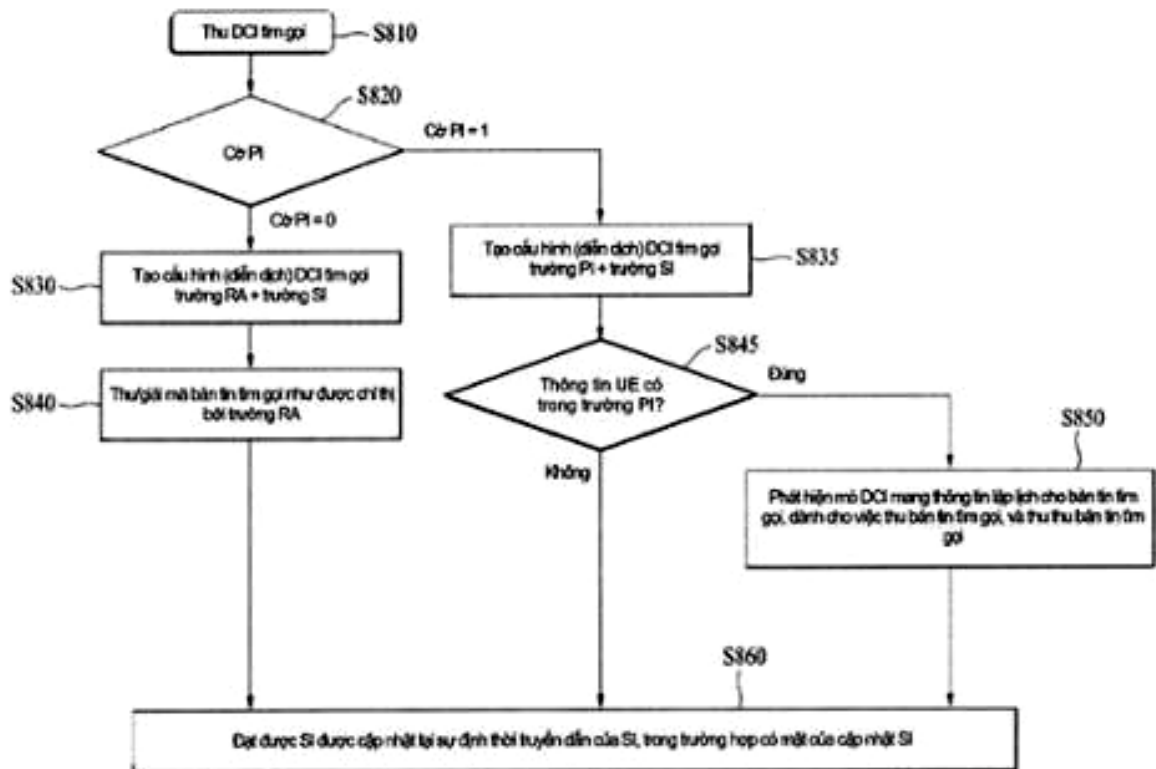 Thu DCI tìm gọi
S810
S820
Cờ PI
Cờ PI = 1
Cờ PI = 0
Tạo cấu hình (diễn dịch) DCI tìm gọi
trường RA + trường SI
S830
Tạo cấu hình (diễn dịch) DCI tìm gọi
trường PI + trường SI
S835
Thu/giải mã bản tin tìm gọi như được chỉ thị
bởi trường RA
S840
S845
Thông tin UE có
trong trường PI?
Đúng
Không
S850
Phát hiện mò DCI mang thông tin lập lịch cho bản tin tìm
gọi, dành cho việc thu bản tin tìm gọi, và thu thu bản tin tìm
gọi
S860
Đạt được SI được cập nhật tại sự định thời truyền dẫn của SI, trong trường hợp có mặt của cập nhật SI